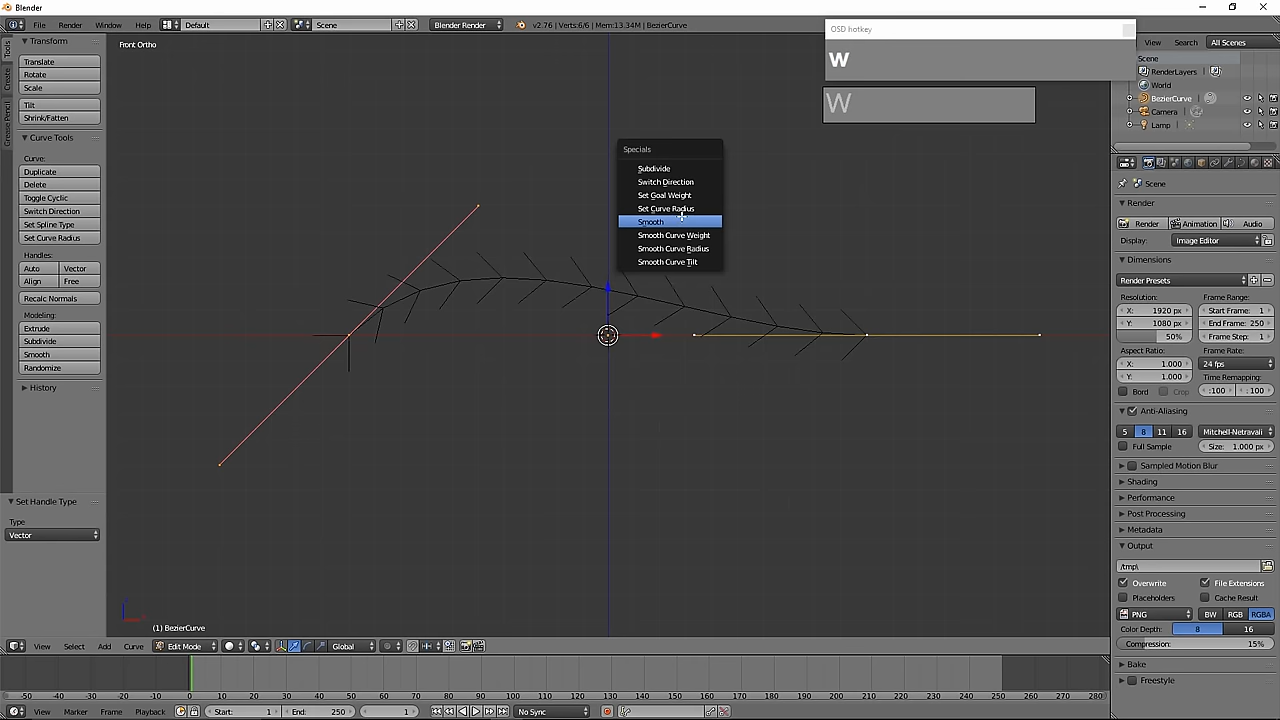 Blender
File Render Window Help Default Scene Blender Render v2.76 | Verts:6/6 | Mem:13.34M | BezierCurve
OSD hotkey
w
W
View Search All Scenes
Scene
RenderLayers
World
BezierCurve
Camera
Lamp
Tools
Create
Grease Pencil
Transform
Translate
Rotate
Scale
Tilt
Shrink/Fatten
Curve Tools
Curve:
Duplicate
Delete
Toggle Cyclic
Switch Direction
Set Spline Type
Set Curve Radius
Handles:
Auto Vector
Align Free
Recalc Normals
Modeling:
Extrude
Subdivide
Smooth
Randomize
History
Set Handle Type
Type
Vector
Front Ortho
Specials
Subdivide
Switch Direction
Set Goal Weight
Set Curve Radius
Smooth
Smooth Curve Weight
Smooth Curve Radius
Smooth Curve Tilt
(1) BezierCurve
Scene
Render
Render Animation Audio
Display: Image Editor
Dimensions
Render Presets
Resolution: Frame Range:
X: 1920 px Start Frame: 1
Y: 1080 px End Frame: 250
50% Frame Step: 1
Aspect Ratio: Frame Rate:
X: 1.000 24 fps
Y: 1.000 Time Remapping:
Bord Crop :100 : 100
Anti-Aliasing
5 8 11 16 Mitchell-Netravali
Full Sample Size: 1.000 px
Sampled Motion Blur
Shading
Performance
Post Processing
Metadata
Output
/tmp\
Overwrite File Extensions
Placeholders Cache Result
PNG BW RGB RGBA
Color Depth: 8 16
Compression: 15%
Bake
Freestyle
View Select Add Curve Edit Mode Global
-50 -40 -30 -20 -10 0 10 20 30 40 50 60 70 80 90 100 110 120 130 140 150 160 170 180 190 200 210 220 230 240 250 260 270 280
View Marker Frame Playback Start: 1 End: 250 1 No Sync